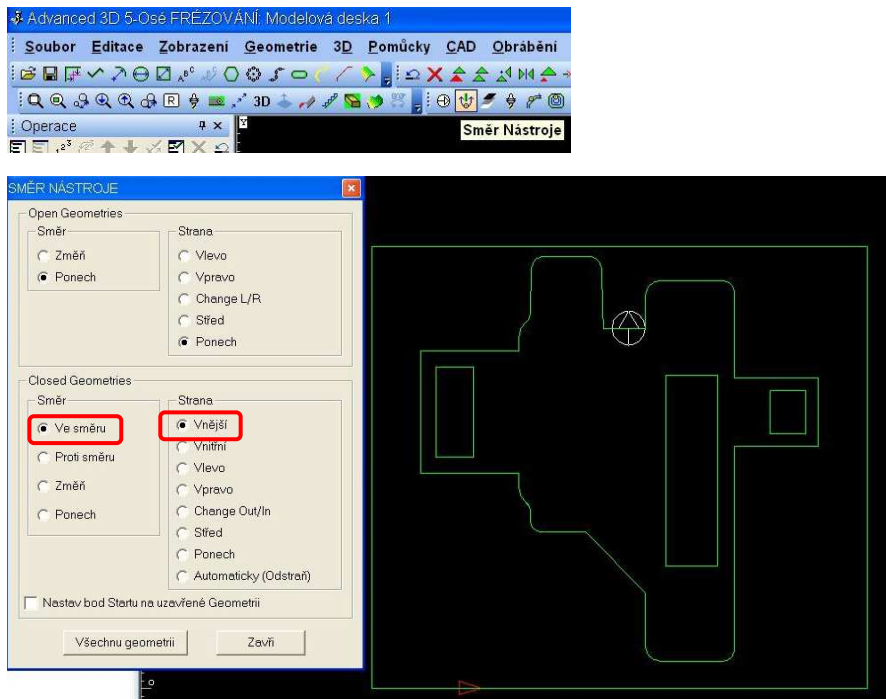 Advanced 3D 5-Osé FRÉZOVÁNÍ: Modelová deska 1
Soubor Editace Zobrazení Geometrie 3D Pomůcky CAD Obrábění
3D
Operace
Směr Nástroje
SMĚR NÁSTROJE
Open Geometries
Směr
Změň
Ponech
Strana
Vlevo
Vpravo
Change L/R
Střed
Ponech
Closed Geometries
Směr
Ve směru
Proti směru
Změň
Ponech
Strana
Vnější
Vnitřní
Vlevo
Vpravo
Change Out/In
Střed
Ponech
Automaticky (Odstraň)
Nastav bod Startu na uzavřené Geometrii
Všechnu geometrii
Zavři